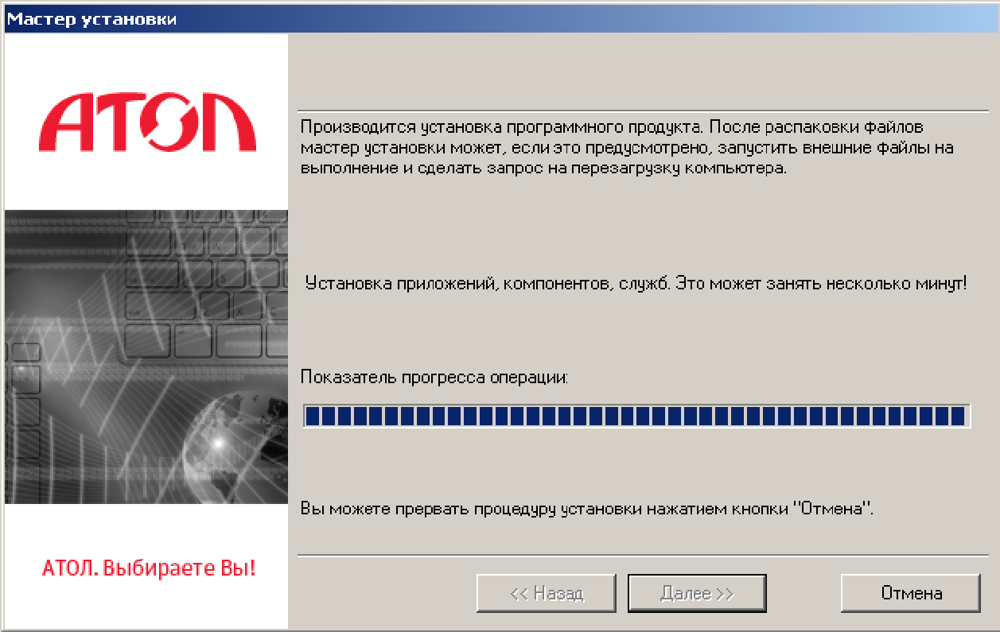 Мастер установки
АТОЛ
Производится установка программного продукта. После распаковки файлов
мастер установки может, если это предусмотрено, запустить внешние файлы на
выполнение и сделать запрос на перезагрузку компьютера.
Установка приложений, компонентов, служб. Это может занять несколько минут!
Показатель прогресса операции:
Вы можете прервать процедуру установки нажатием кнопки "Отмена".
АТОЛ. Выбираете Вы!
<< Назад
Далее >>
Отмена